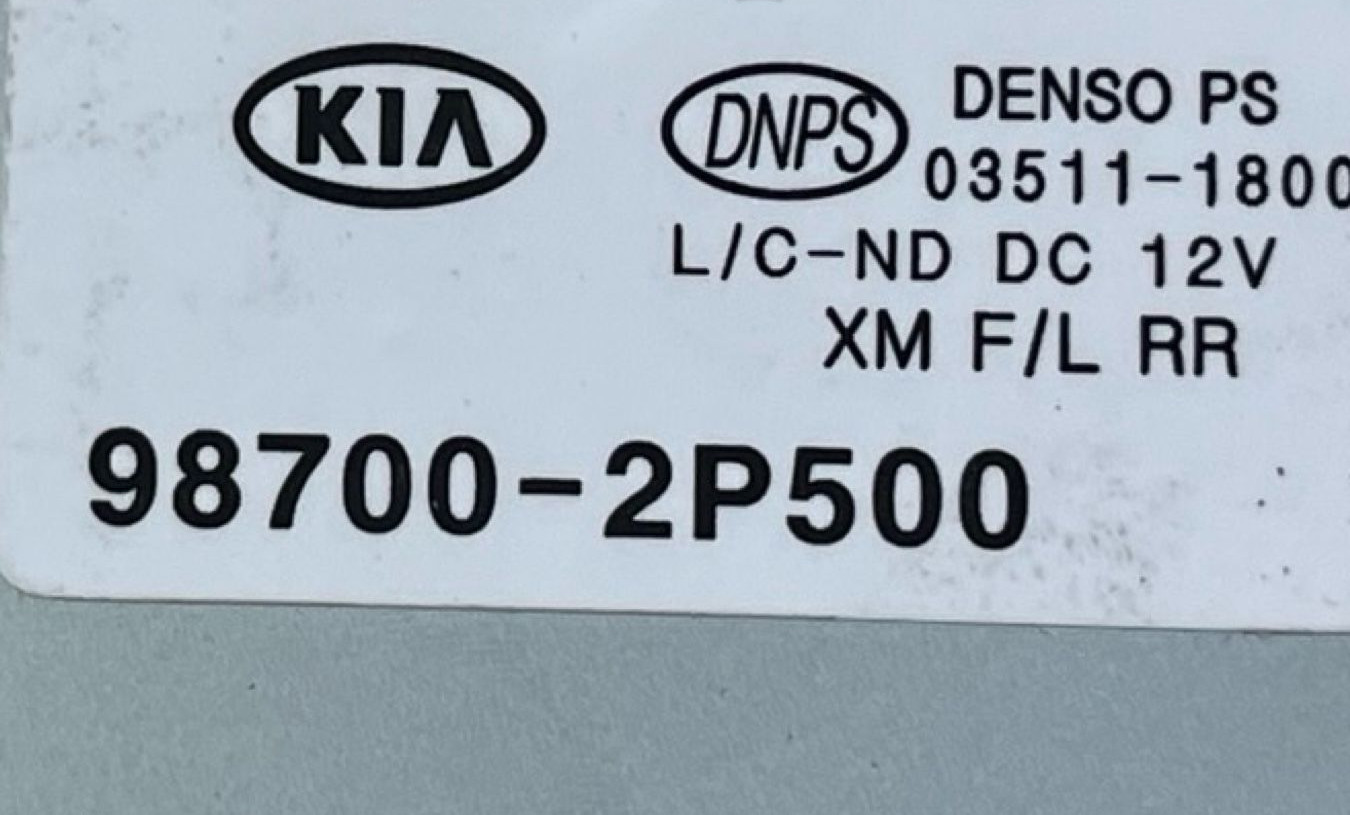 KIA DNPS DENSO PS
03511-1800
L/C-ND DC 12V
XM F/L RR
98700-2P500